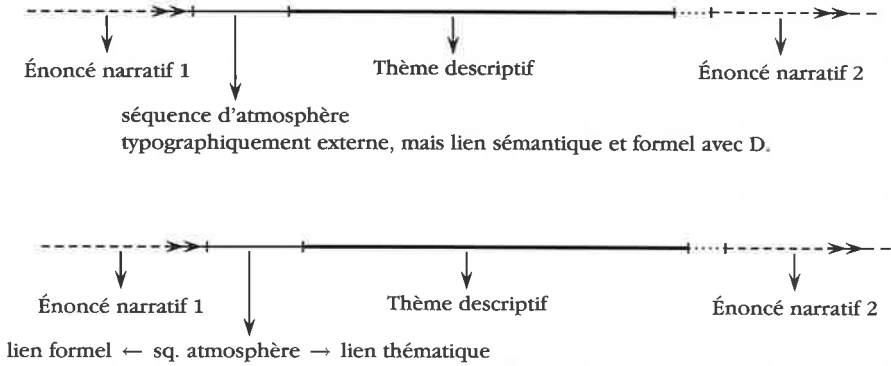 Énoncé narratif 1 Thème descriptif Énoncé narratif 2
séquence d'atmosphère
typographiquement externe, mais lien sémantique et formel avec D.
Énoncé narratif 1 Thème descriptif Énoncé narratif 2
lien formel ← sq. atmosphère → lien thématique